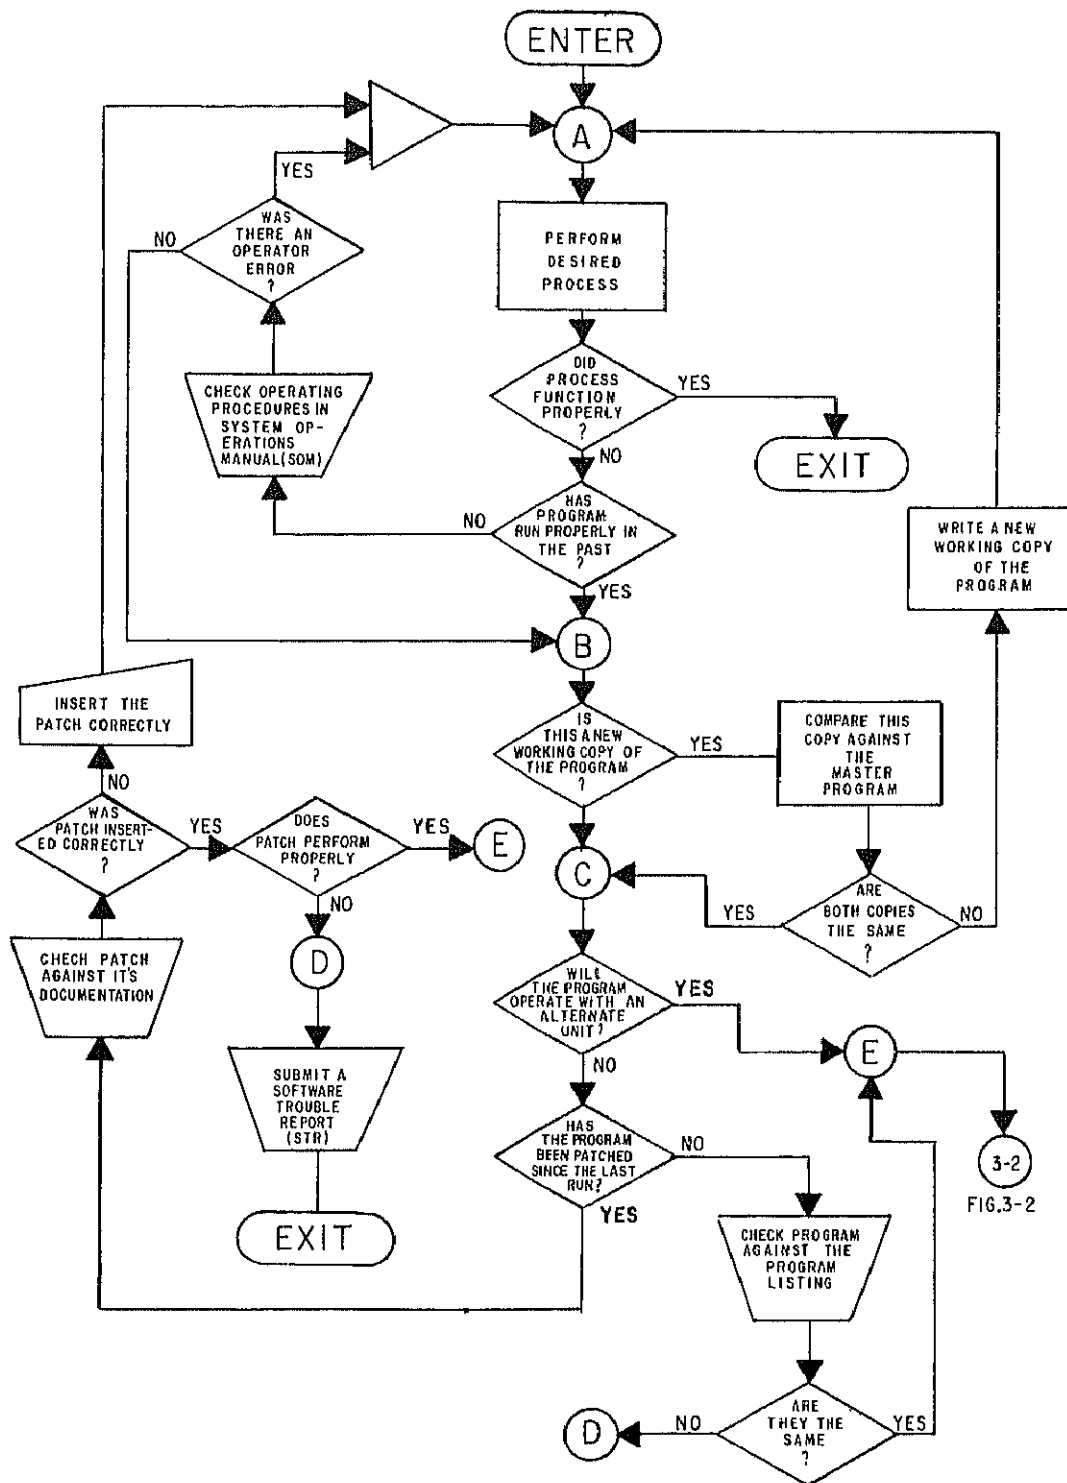 ENTER
A
YES
WAS
THERE AN
OPERATOR
ERROR
?
NO
PERFORM
DESIRED
PROCESS
DID
PROCESS
FUNCTION
PROPERLY
?
YES
NO
EXIT
CHECK OPERATING
PROCEDURES IN
SYSTEM OP-
ERATIONS
MANUAL(SOM)
HAS
PROGRAM
RUN PROPERLY IN
THE PAST
?
NO
YES
WRITE A NEW
WORKING COPY
OF THE
PROGRAM
B
INSERT THE
PATCH CORRECTLY
IS
THIS A NEW
WORKING COPY OF
THE PROGRAM
?
YES
COMPARE THIS
COPY AGAINST
THE
MASTER
PROGRAM
NO
WAS
PATCH INSERT-
ED CORRECTLY
?
YES
DOES
PATCH PERFORM
PROPERLY
?
YES
E
NO
C
ARE
BOTH COPIES
THE SAME
?
YES
NO
D
CHECH PATCH
AGAINST IT'S
DOCUMENTATION
WILL
THE PROGRAM
OPERATE WITH AN
ALTERNATE
UNIT?
YES
NO
E
SUBMIT A
SOFTWARE
TROUBLE
REPORT
(STR)
HAS
THE PROGRAM
BEEN PATCHED
SINCE THE LAST
RUN?
NO
YES
3-2
FIG.3-2
EXIT
CHECK PROGRAM
AGAINST THE
PROGRAM
LISTING
ARE
THEY THE
SAME
?
NO
YES
D